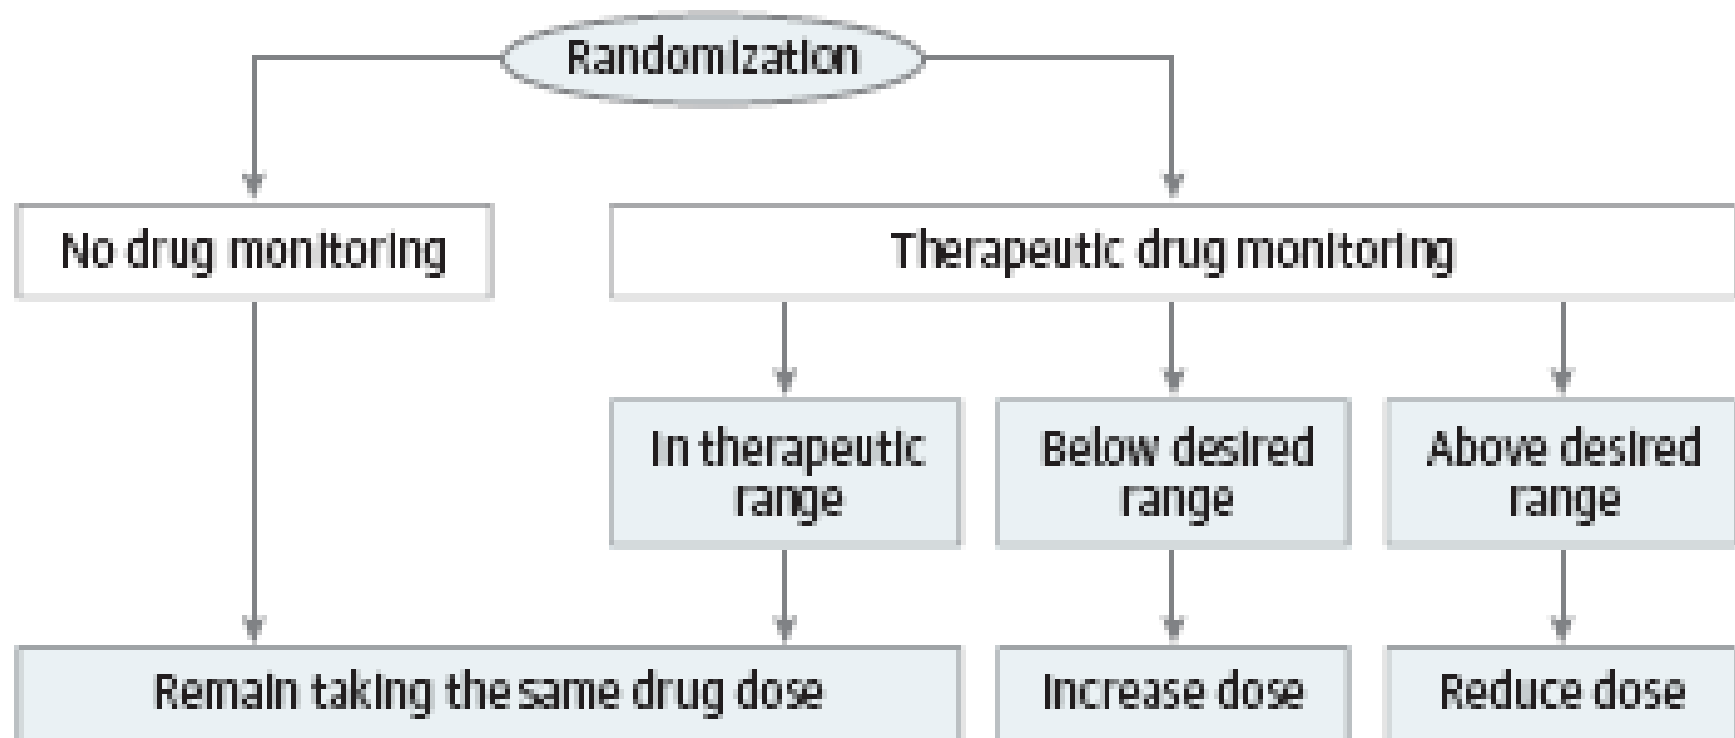 Randomization
No drug monitoring
Therapeutic drug monitoring
In therapeutic
range
Below desired
range
Above desired
range
Remain taking the same drug dose
Increase dose
Reduce dose